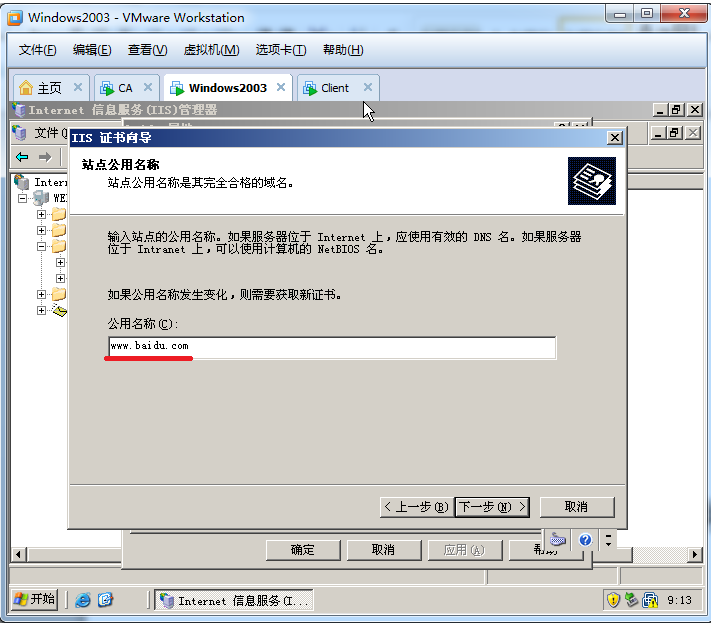 Windows2003 - VMware Workstation
文件(F) 编辑(E) 查看(V) 虚拟机(M) 选项卡(T) 帮助(H)
主页 CA Windows2003 Client
Internet 信息服务(IIS)管理器
文件(
IIS 证书向导
站点公用名称
站点公用名称是其完全合格的域名。
Intern
WE
输入站点的公用名称。如果服务器位于 Internet 上，应使用有效的 DNS 名。如果服务器
位于 Intranet 上，可以使用计算机的 NetBIOS 名。
如果公用名称发生变化，则需要获取新证书。
公用名称(C):
www.baidu.com
< 上一步(B) 下一步(N) > 取消
确定 取消 应用(A)
开始 Internet 信息服务(I... 9:13